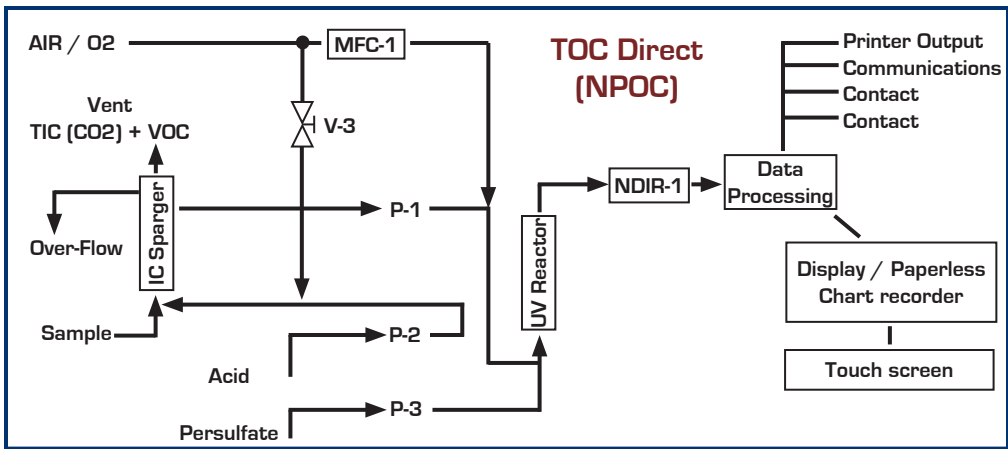 AIR / O2
MFC-1
TOC Direct
(NPOC)
Printer Output
Communications
Contact
Contact
Vent
TIC (CO2) + VOC
V-3
Data
Processing
NDIR-1
IC Sparger
P-1
UV Reactor
Over-Flow
Display / Paperless
Chart recorder
Sample
P-2
Acid
Touch screen
P-3
Persulfate